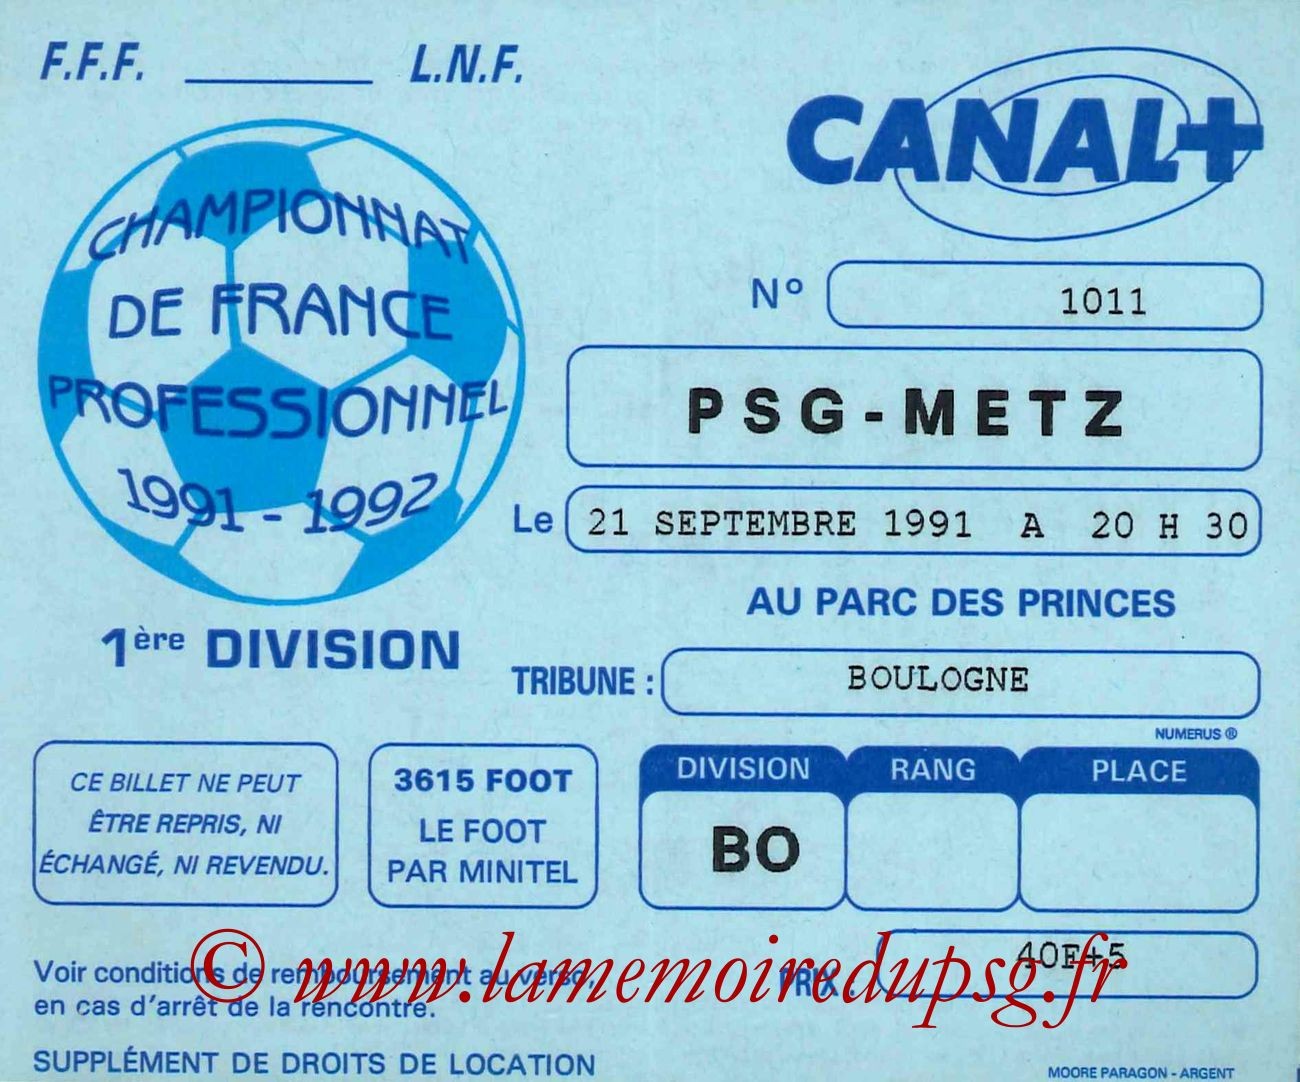 F.F.F. ________ L.N.F.
CANAL+
CHAMPIONNAT
DE FRANCE
PROFESSIONNEL
1991 - 1992
1ère DIVISION
N° 1011
PSG-METZ
Le 21 SEPTEMBRE 1991 A 20 H 30
AU PARC DES PRINCES
TRIBUNE : BOULOGNE
NUMERUS ®
CE BILLET NE PEUT
ÊTRE REPRIS, NI
ÉCHANGÉ, NI REVENDU.
3615 FOOT
LE FOOT
PAR MINITEL
DIVISION RANG PLACE
BO
PRIX 40F+5
Voir conditions de remboursement au verso,
en cas d'arrêt de la rencontre.
© www.lamemoiredupsg.fr
SUPPLÉMENT DE DROITS DE LOCATION
MOORE PARAGON - ARGENT